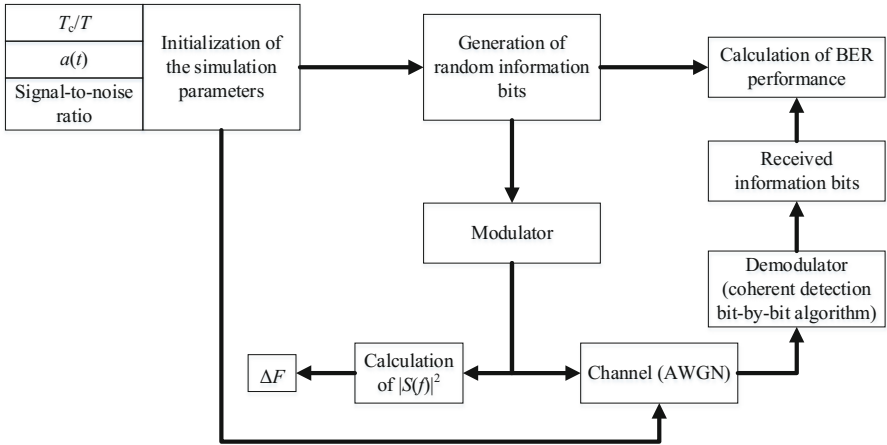 T_c/T
a(t)
Signal-to-noise
ratio
Initialization of
the simulation
parameters
Generation of
random information
bits
Calculation of BER
performance
Received
information bits
Modulator
Demodulator
(coherent detection
bit-by-bit algorithm)
ΔF
Calculation
of |S(f)|²
Channel (AWGN)